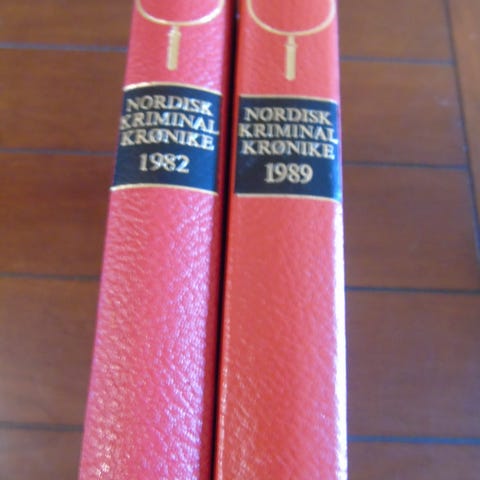 NORDISK
KRIMINAL
KRØNIKE
1982
NORDISK
KRIMINAL
KRØNIKE
1989